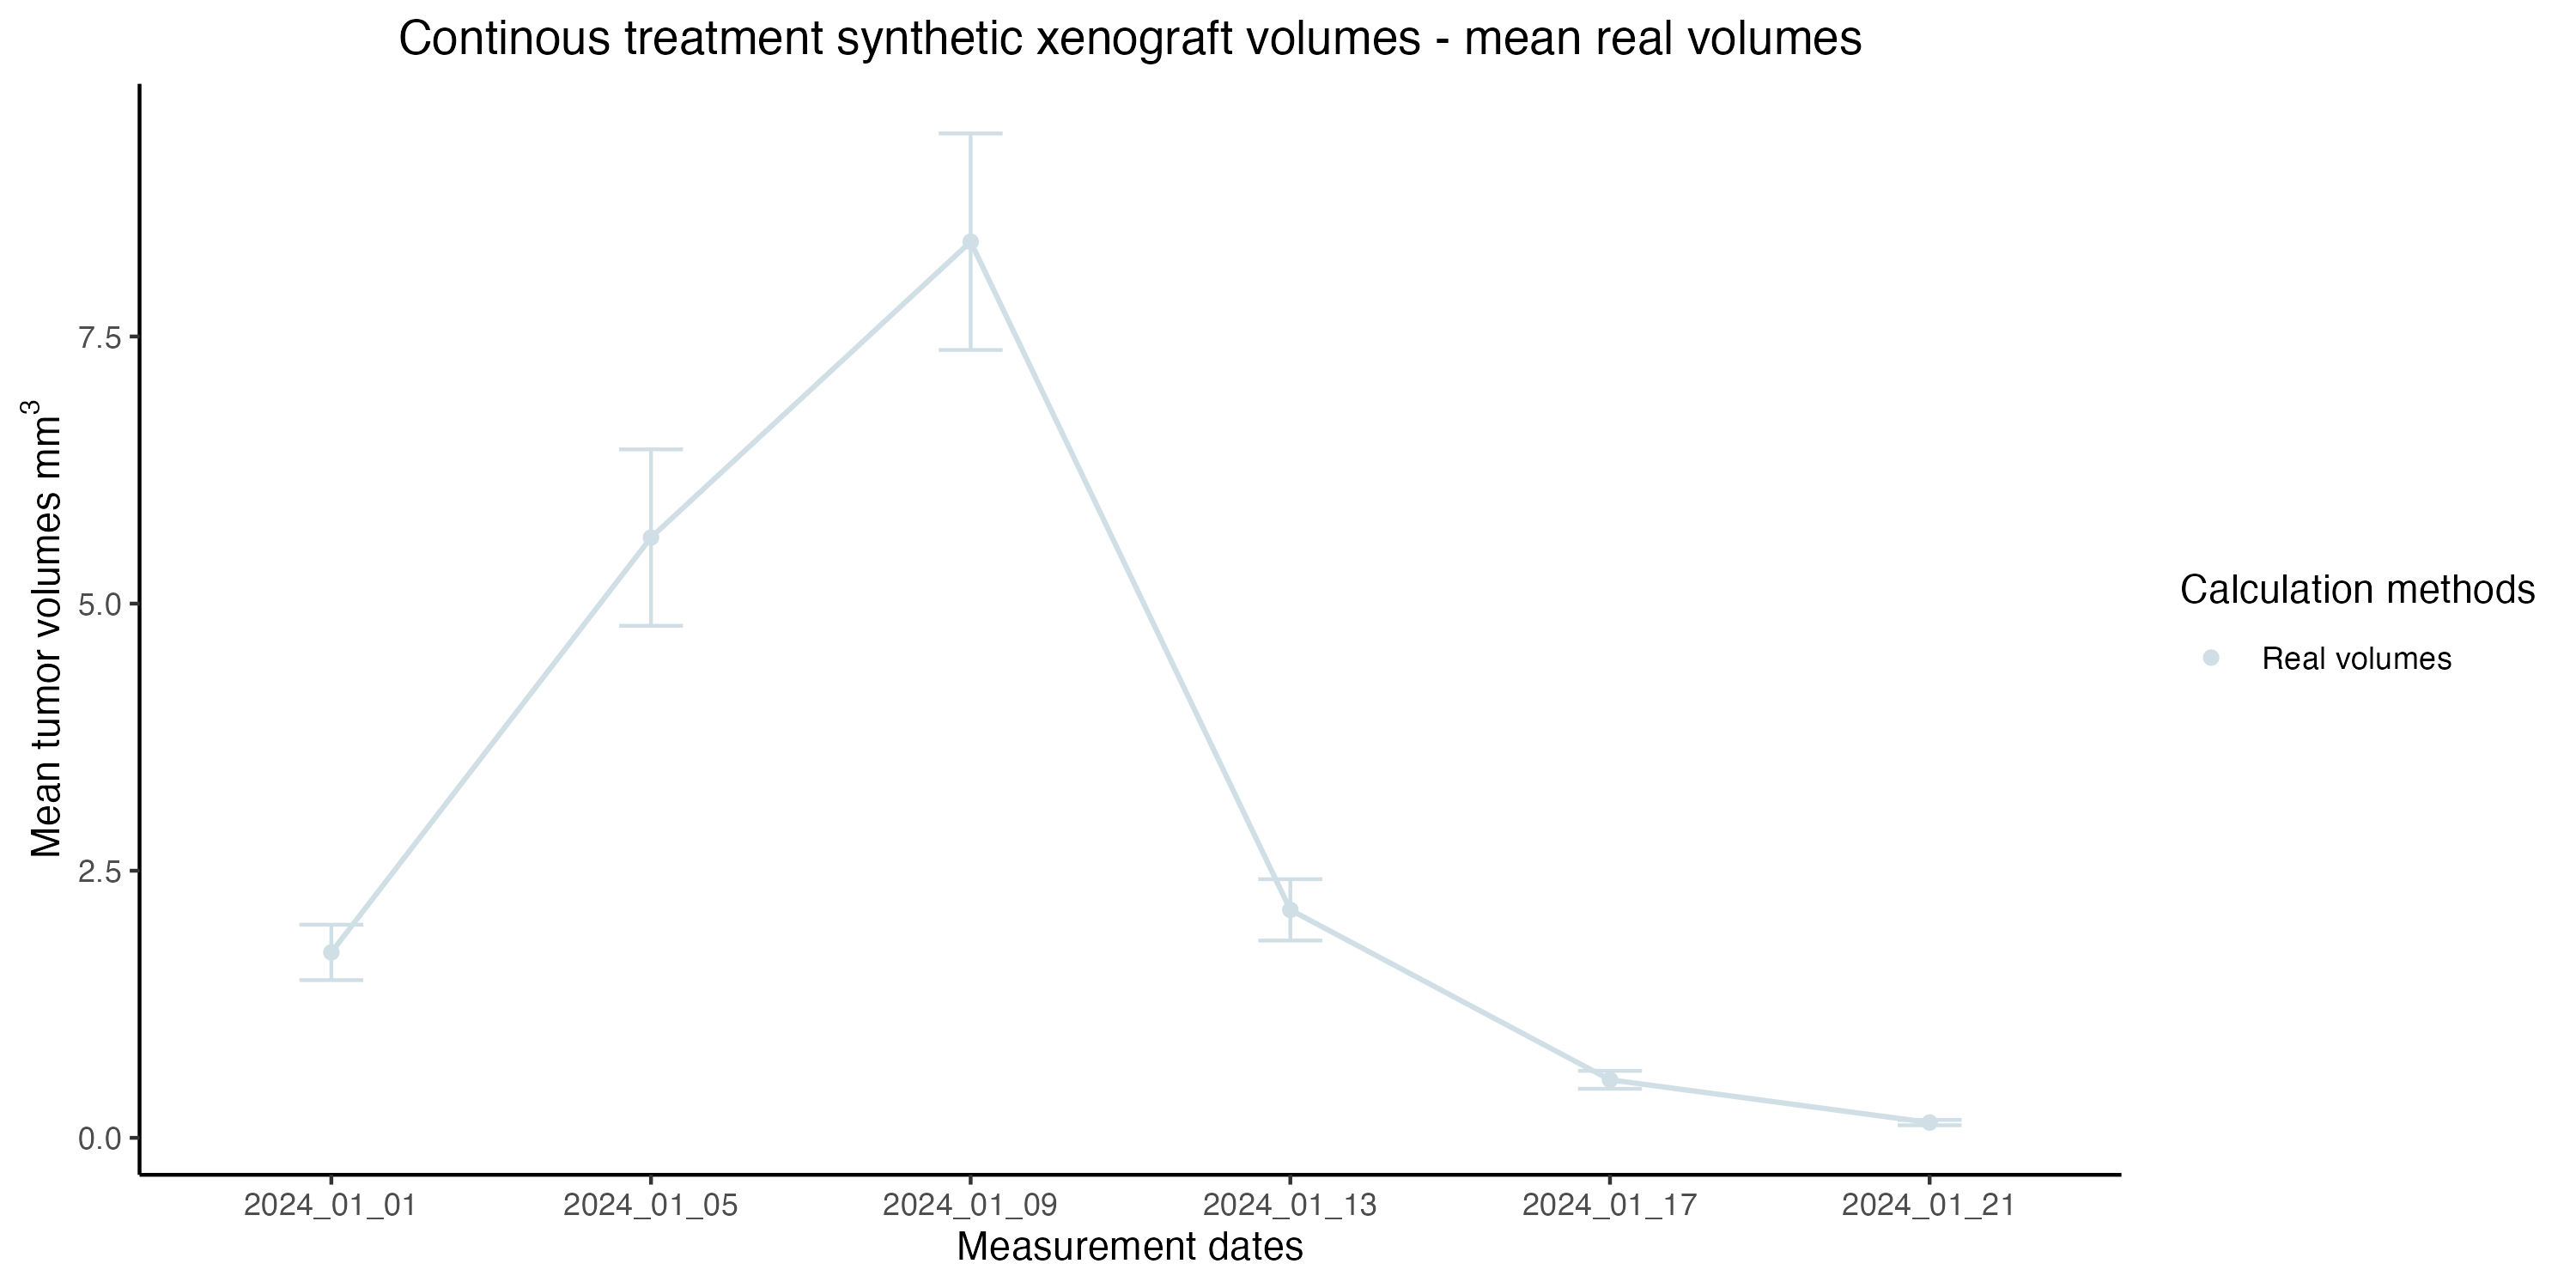 Continous treatment synthetic xenograft volumes - mean real volumes
Mean tumor volumes mm³
7.5
5.0
2.5
0.0
2024_01_01
2024_01_05
2024_01_09
2024_01_13
2024_01_17
2024_01_21
Measurement dates
Calculation methods
Real volumes